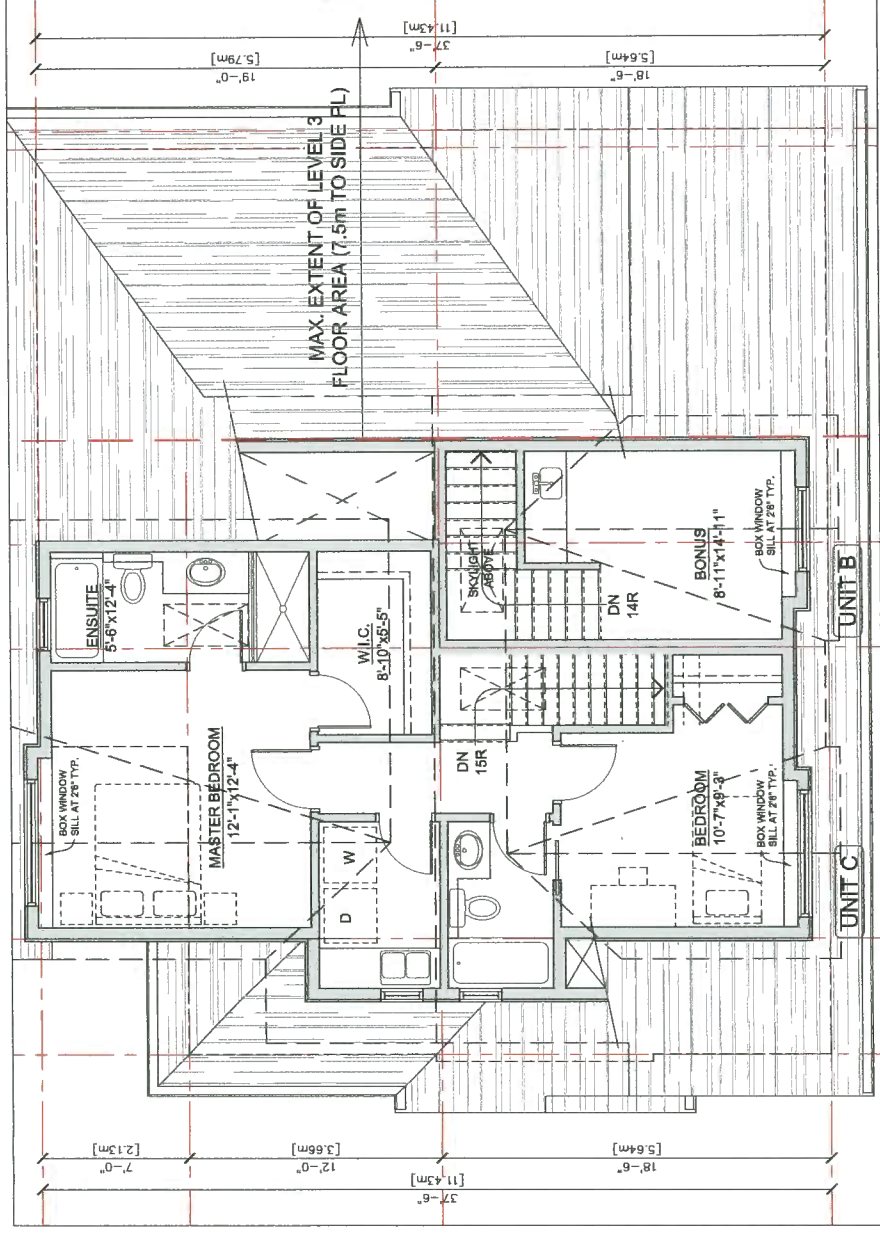 37'-6"
[11.43m]
19'-0"
[5.79m]
18'-6"
[5.64m]
MAX. EXTENT OF LEVEL 3
FLOOR AREA (7.5m TO SIDE PL)
ENSUITE
5'-6"x12'-4"
W.I.C.
8'-10"x5'-5"
SKYLIGHT
ABOVE
DN
14R
BONUS
8'-11"x14'-11"
BOX WINDOW
SILL AT 2'6" TYP.
UNIT B
BOX WINDOW
SILL AT 2'6" TYP.
MASTER BEDROOM
12'-1"x12'-4"
DN
15R
W
D
BEDROOM
10'-7"x9'-3"
BOX WINDOW
SILL AT 2'6" TYP.
UNIT C
7'-0"
[2.13m]
12'-0"
[3.66m]
18'-6"
[5.64m]
37'-6"
[11.43m]